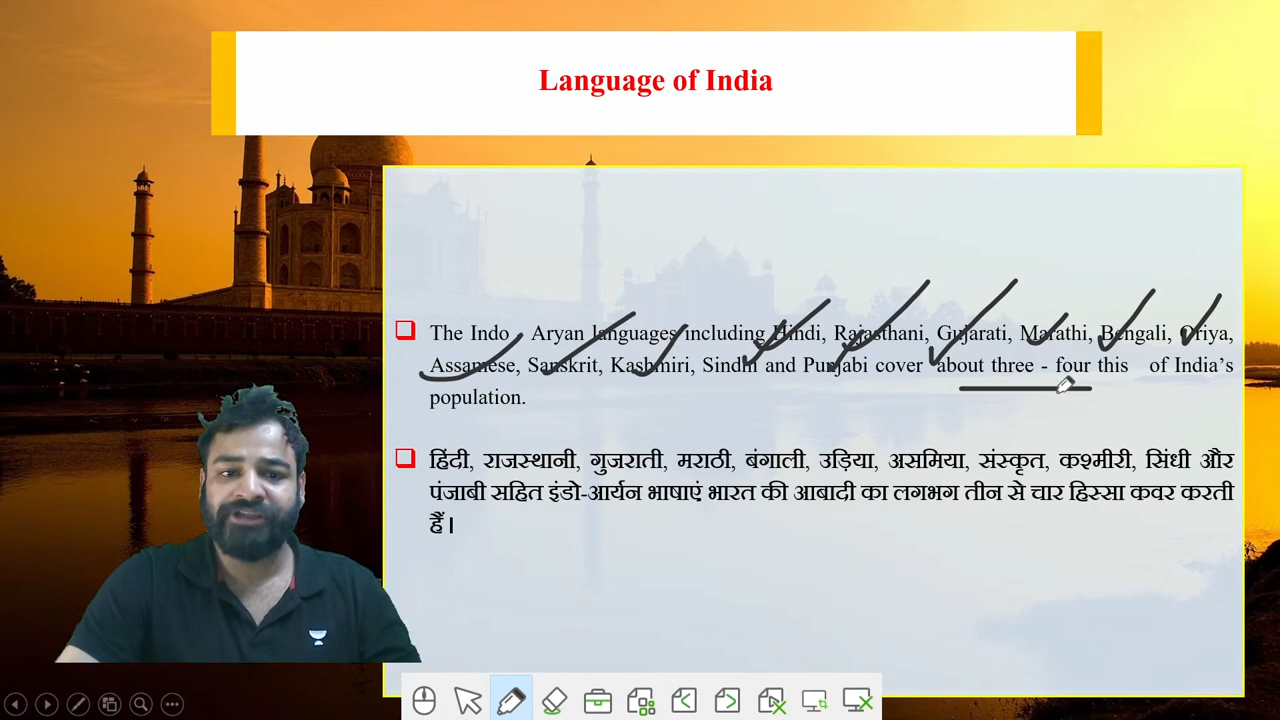 Language of India
The Indo Aryan languages including Hindi, Rajasthani, Gujarati, Marathi, Bengali, Oriya,
Assamese, Sanskrit, Kashmiri, Sindhi and Punjabi cover about three - four this of India’s
population.
हिंदी, राजस्थानी, गुजराती, मराठी, बंगाली, उड़िया, असमिया, संस्कृत, कश्मीरी, सिंधी और
पंजाबी सहित इंडो-आर्यन भाषाएं भारत की आबादी का लगभग तीन से चार हिस्सा कवर करती
हैं।